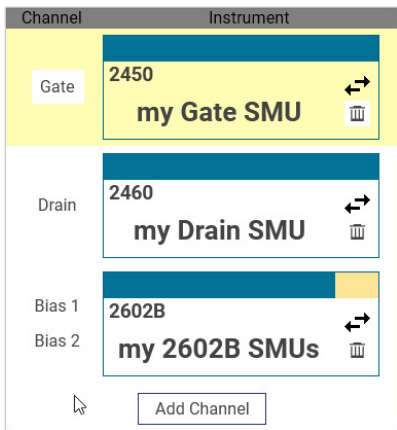 Channel Instrument
2450
Gate
my Gate SMU
2460
Drain
my Drain SMU
Bias 1
2602B
Bias 2
my 2602B SMUs
Add Channel